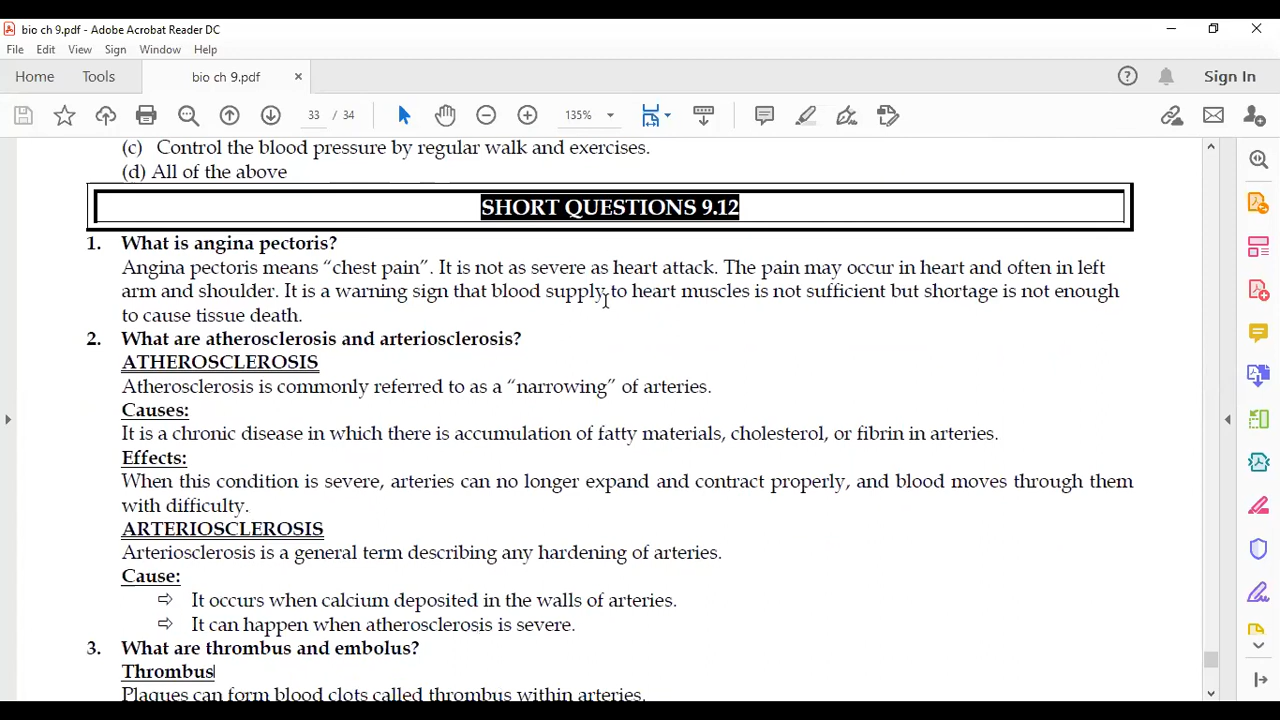 bio ch 9.pdf - Adobe Acrobat Reader DC
File Edit View Sign Window Help
Home Tools bio ch 9.pdf × Sign In
33 / 34 135%
(c) Control the blood pressure by regular walk and exercises.
(d) All of the above
SHORT QUESTIONS 9.12
1. What is angina pectoris?
Angina pectoris means “chest pain”. It is not as severe as heart attack. The pain may occur in heart and often in left
arm and shoulder. It is a warning sign that blood supply to heart muscles is not sufficient but shortage is not enough
to cause tissue death.
2. What are atherosclerosis and arteriosclerosis?
ATHEROSCLEROSIS
Atherosclerosis is commonly referred to as a “narrowing” of arteries.
Causes:
It is a chronic disease in which there is accumulation of fatty materials, cholesterol, or fibrin in arteries.
Effects:
When this condition is severe, arteries can no longer expand and contract properly, and blood moves through them
with difficulty.
ARTERIOSCLEROSIS
Arteriosclerosis is a general term describing any hardening of arteries.
Cause:
⇨ It occurs when calcium deposited in the walls of arteries.
⇨ It can happen when atherosclerosis is severe.
3. What are thrombus and embolus?
Thrombus
Plaques can form blood clots called thrombus within arteries.